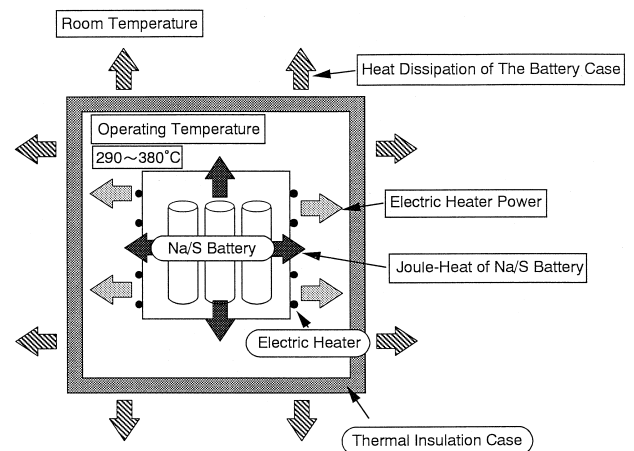 Room Temperature
Heat Dissipation of The Battery Case
Operating Temperature
290～380°C
Electric Heater Power
Na/S Battery
Joule-Heat of Na/S Battery
Electric Heater
Thermal Insulation Case